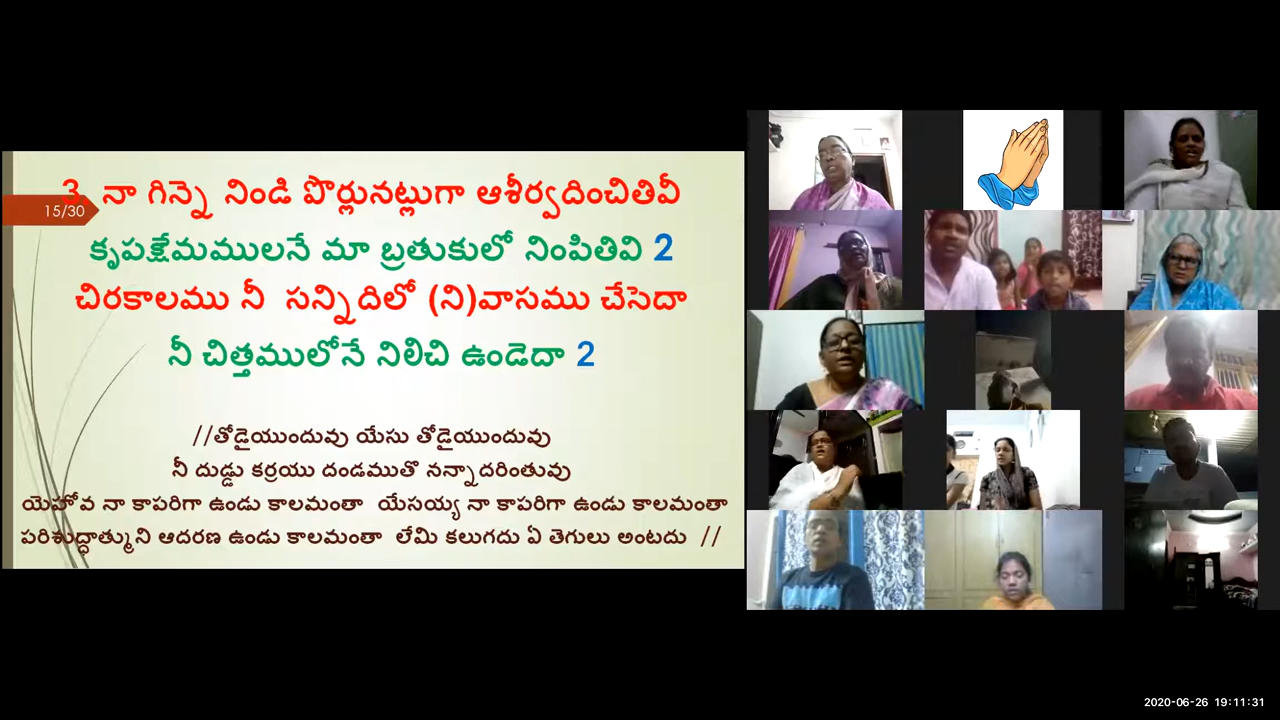 3. నా గిన్నె నిండి పొర్లునట్లుగా ఆశీర్వదించితివీ
15/30
కృపక్షేమములనే మా బ్రతుకులో నింపితివి 2
చిరకాలము నీ సన్నిదిలో (ని)వాసము చేసెదా
నీ చిత్తములోనే నిలిచి ఉండెదా 2
//తోడైయుందువు యేసు తోడైయుందువు
నీ దుడ్డు కర్రయు దండముతొ నన్నాదరింతువు
యెహోవ నా కాపరిగా ఉండు కాలమంతా యేసయ్య నా కాపరిగా ఉండు కాలమంతా
పరిశుద్ధాత్ముని ఆదరణ ఉండు కాలమంతా లేమి కలుగదు ఏ తెగులు అంటదు //
2020-06-26 19:11:31